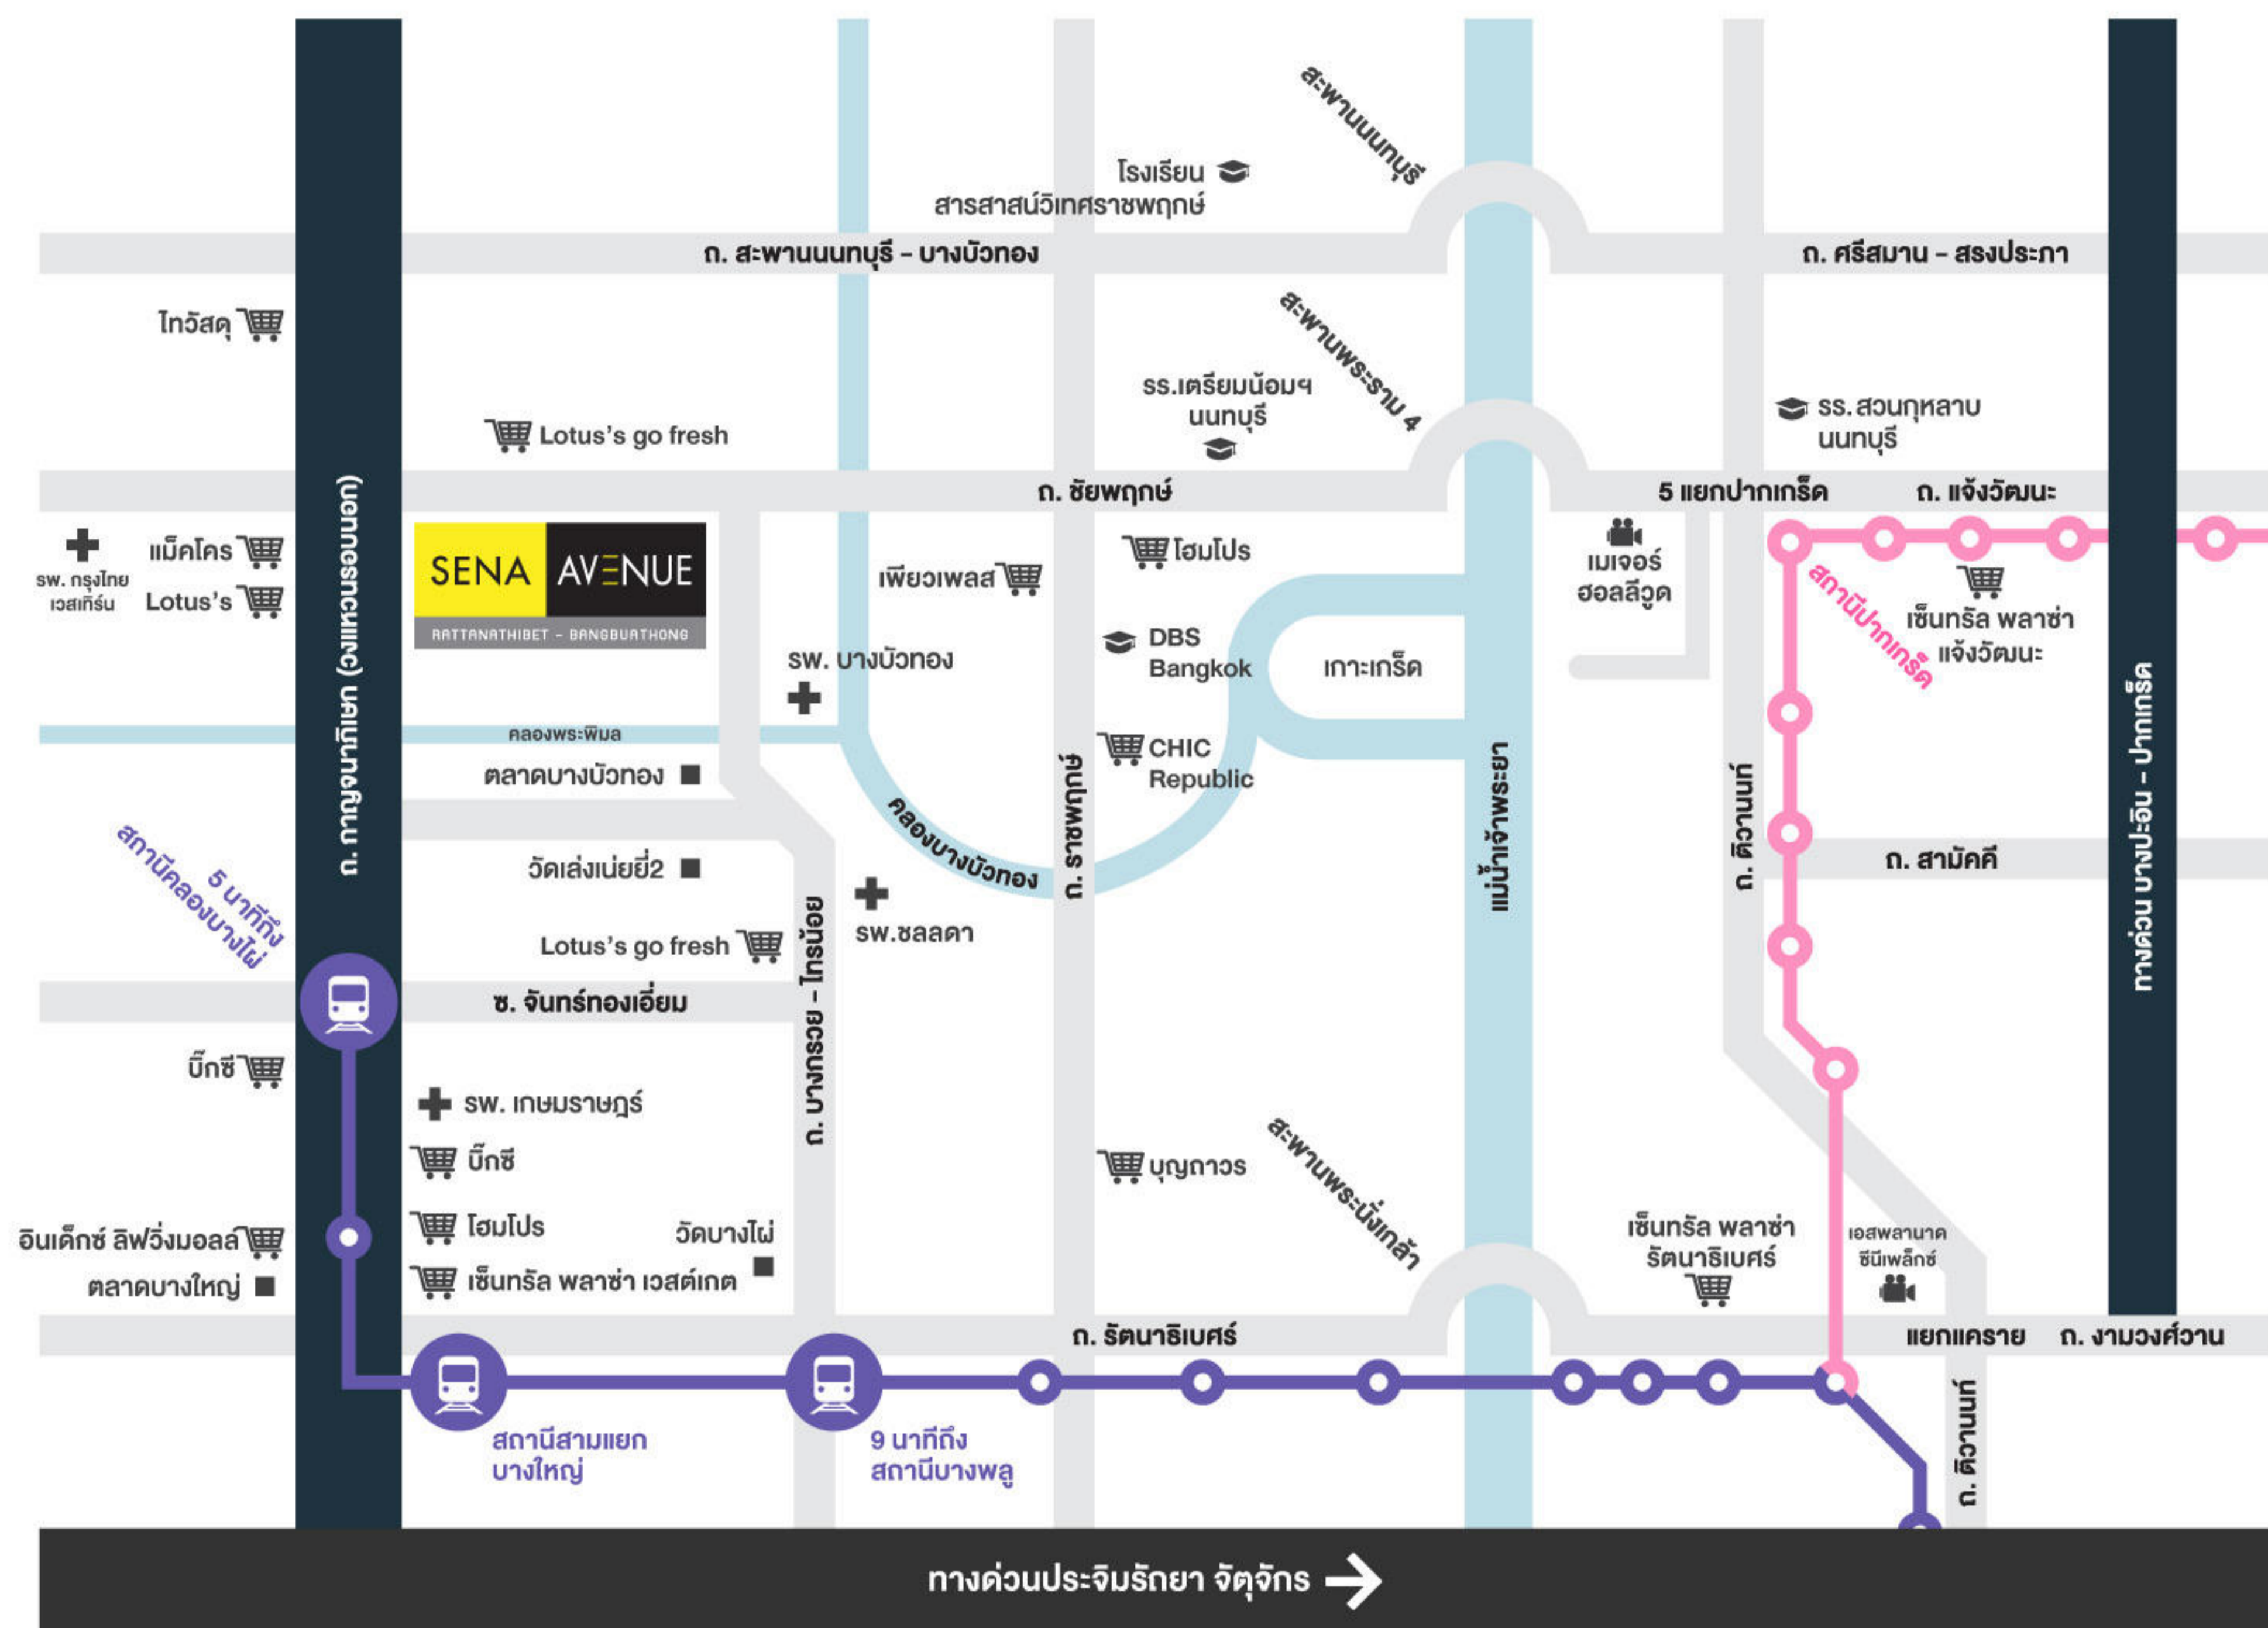 สะพานนนทบุรี
โรงเรียน
สารสาสน์วิเทศราชพฤกษ์
ถ. สะพานนนทบุรี - บางบัวทอง
ถ. ศรีสมาน - สรงประภา
ไทวัสดุ
สะพานพระราม 4
Lotus's go fresh
รร.เตรียมน้อมฯ
นนทบุรี
รร. สวนกุหลาบ
นนทบุรี
ถ. ชัยพฤกษ์
5 แยกปากเกร็ด
ถ. แจ้งวัฒนะ
ถ. กาญจนาภิเษก (วงแหวนรอบนอก)
รพ. กรุงไทย
เวสเทิร์น
แม็คโคร
Lotus's
SENA AVENUE
RATTANATHIBET - BANGBUATHONG
เพียวเพลส
โฮมโปร
เมเจอร์
ฮอลลีวูด
สถานีปากเกร็ด
เซ็นทรัล พลาซ่า
แจ้งวัฒนะ
รพ. บางบัวทอง
DBS
Bangkok
เกาะเกร็ด
คลองพระพิมล
ตลาดบางบัวทอง
CHIC
Republic
คลองบางบัวทอง
ถ. ราชพฤกษ์
แม่น้ำเจ้าพระยา
ถ. ติวานนท์
ถ. สามัคคี
ทางด่วน บางปะอิน - ปากเกร็ด
5 นาทีถึง
สถานีคลองบางไผ่
วัดเล่งเน่ยยี่2
Lotus's go fresh
รพ.ชลลดา
ซ. จันทร์ทองเอี่ยม
ถ. บางกรวย - ไทรน้อย
บิ๊กซี
รพ. เกษมราษฎร์
บิ๊กซี
บุญถาวร
สะพานพระนั่งเกล้า
อินเด็กซ์ ลิฟวิ่งมอลล์
ตลาดบางใหญ่
โฮมโปร
วัดบางไผ่
เซ็นทรัล พลาซ่า เวสต์เกต
เซ็นทรัล พลาซ่า
รัตนาธิเบศร์
เอสพลานาด
ซีนีเพล็กซ์
ถ. รัตนาธิเบศร์
แยกแคราย
ถ. งามวงศ์วาน
สถานีสามแยก
บางใหญ่
9 นาทีถึง
สถานีบางพลู
ถ. ติวานนท์
ทางด่วนประจิมรัถยา จัตุจักร